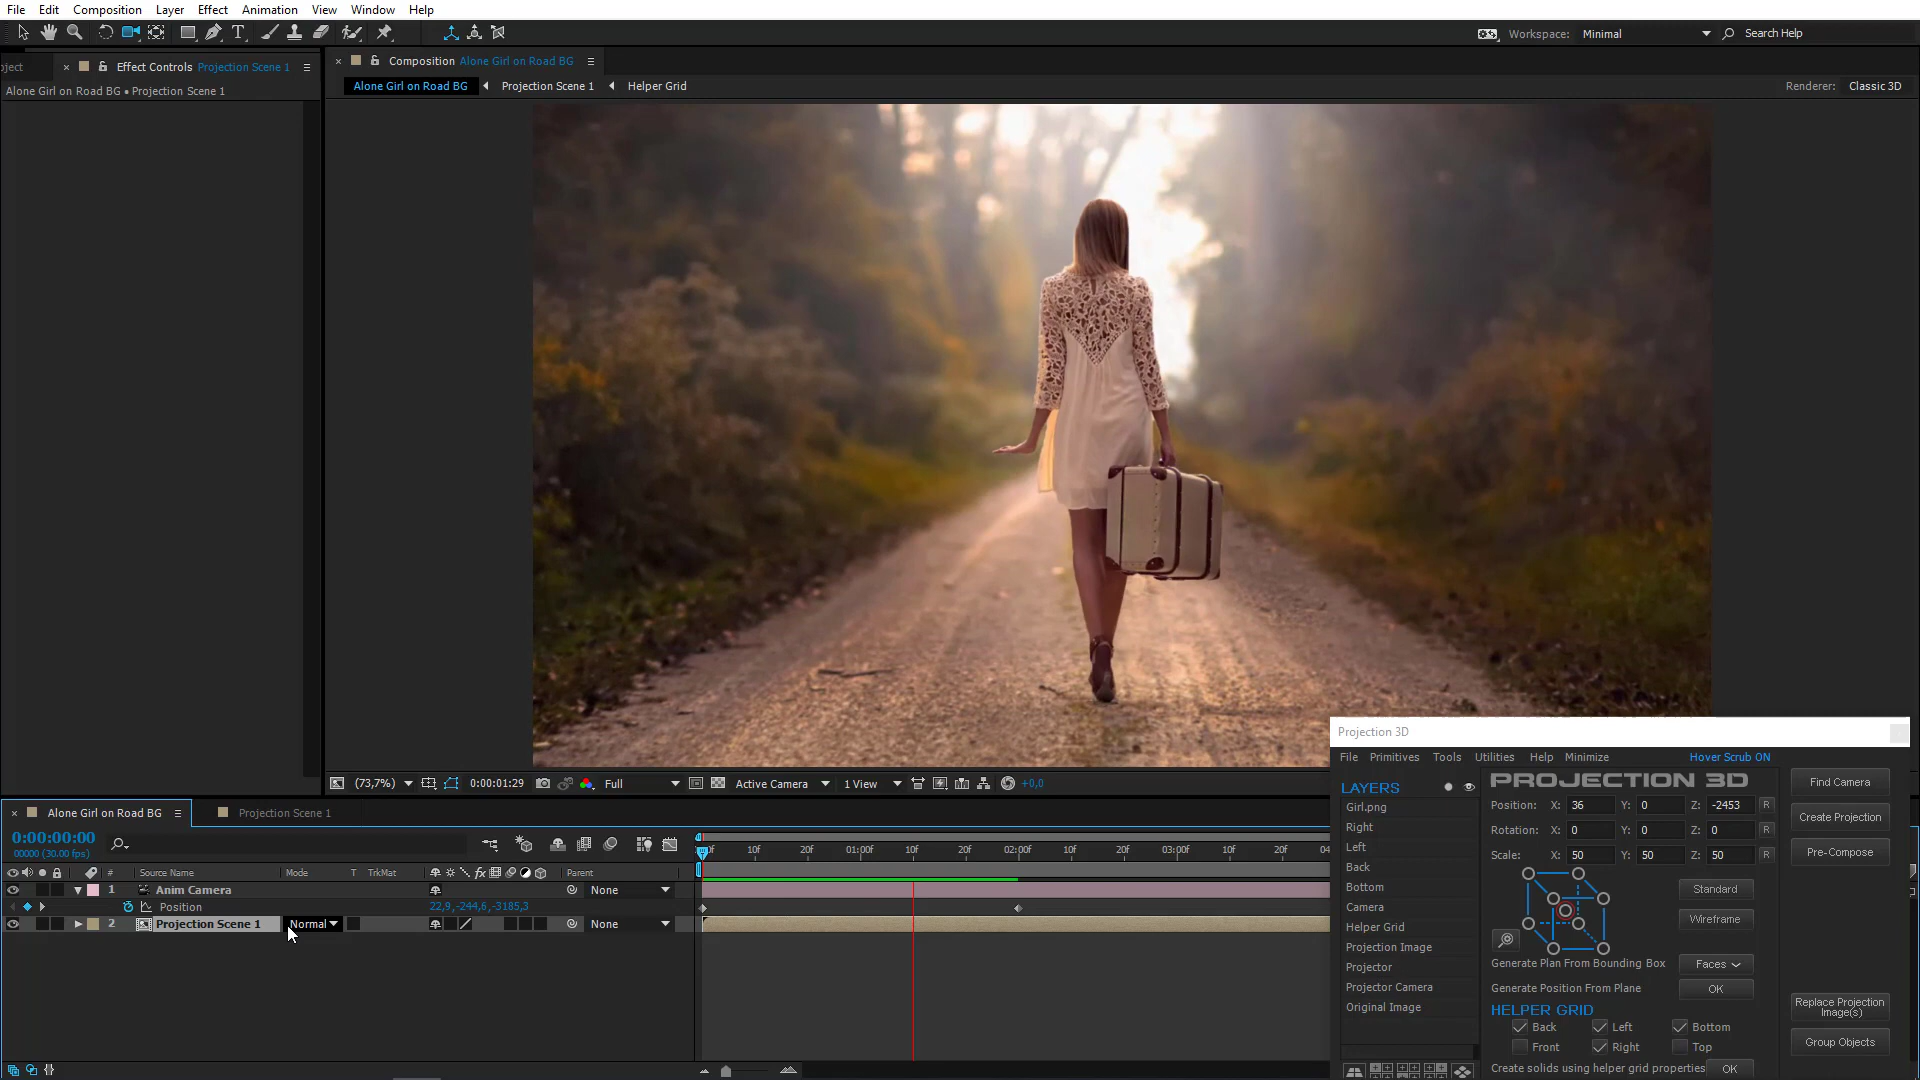 File Edit Composition Layer Effect Animation View Window Help
Workspace: Minimal Search Help
oject × Effect Controls Projection Scene 1
Alone Girl on Road BG • Projection Scene 1
× Composition Alone Girl on Road BG
Alone Girl on Road BG Projection Scene 1 Helper Grid
Renderer: Classic 3D
(73,7%) 0:00:01:29 Full Active Camera 1 View +0,0
× Alone Girl on Road BG Projection Scene 1
0:00:00:00
00000 (30.00 fps)
0f 10f 20f 01:00f 10f 20f 02:00f 10f 20f 03:00f 10f 20f 04
# Source Name Mode T TrkMat fx Parent
1 Anim Camera None
Position 22,9,-244,6,-3185,3
2 Projection Scene 1 Normal None
Projection 3D
File Primitives Tools Utilities Help Minimize Hover Scrub ON
LAYERS
Girl.png
Right
Left
Back
Bottom
Camera
Helper Grid
Projection Image
Projector
Projector Camera
Original Image
PROJECTION 3D
Position: X: 36 Y: 0 Z: -2453 R
Rotation: X: 0 Y: 0 Z: 0 R
Scale: X: 50 Y: 50 Z: 50 R
Standard
Wireframe
Generate Plan From Bounding Box Faces
Generate Position From Plane OK
HELPER GRID
Back Left Bottom
Front Right Top
Create solids using helper grid properties OK
Find Camera
Create Projection
Pre-Compose
Replace Projection
Image(s)
Group Objects